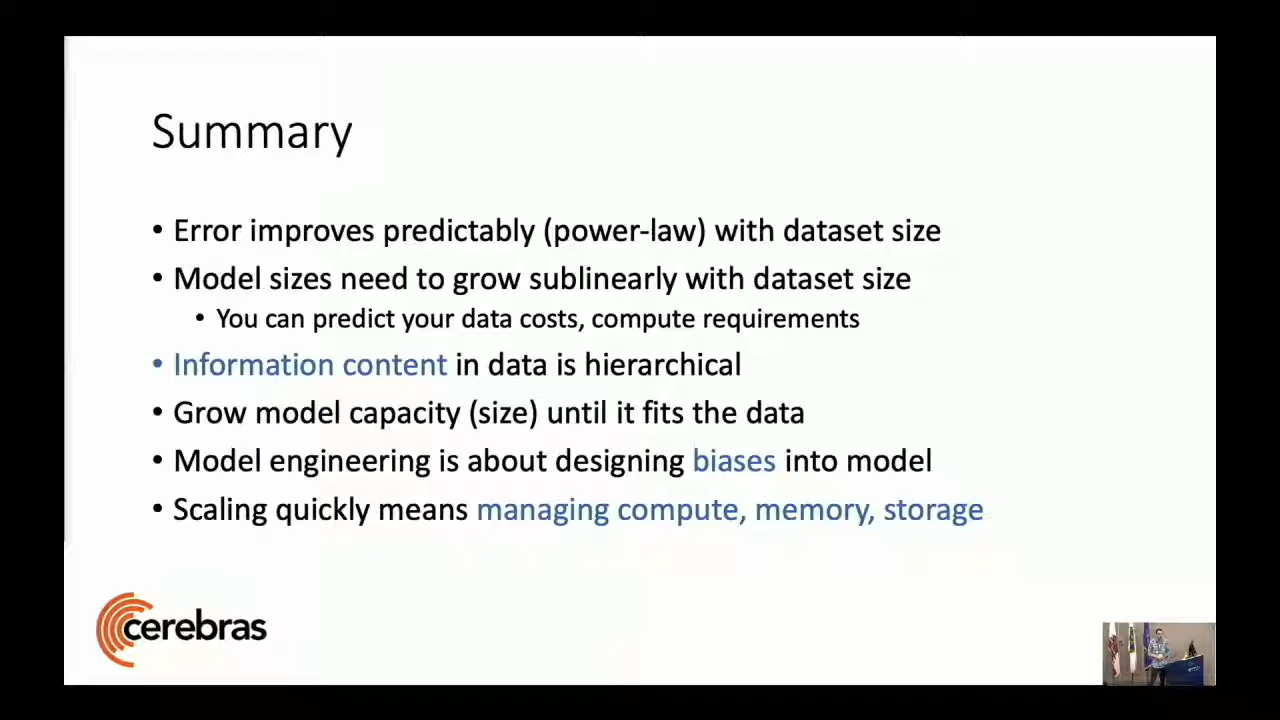 Summary
• Error improves predictably (power-law) with dataset size
• Model sizes need to grow sublinearly with dataset size
• You can predict your data costs, compute requirements
• Information content in data is hierarchical
• Grow model capacity (size) until it fits the data
• Model engineering is about designing biases into model
• Scaling quickly means managing compute, memory, storage
cerebras